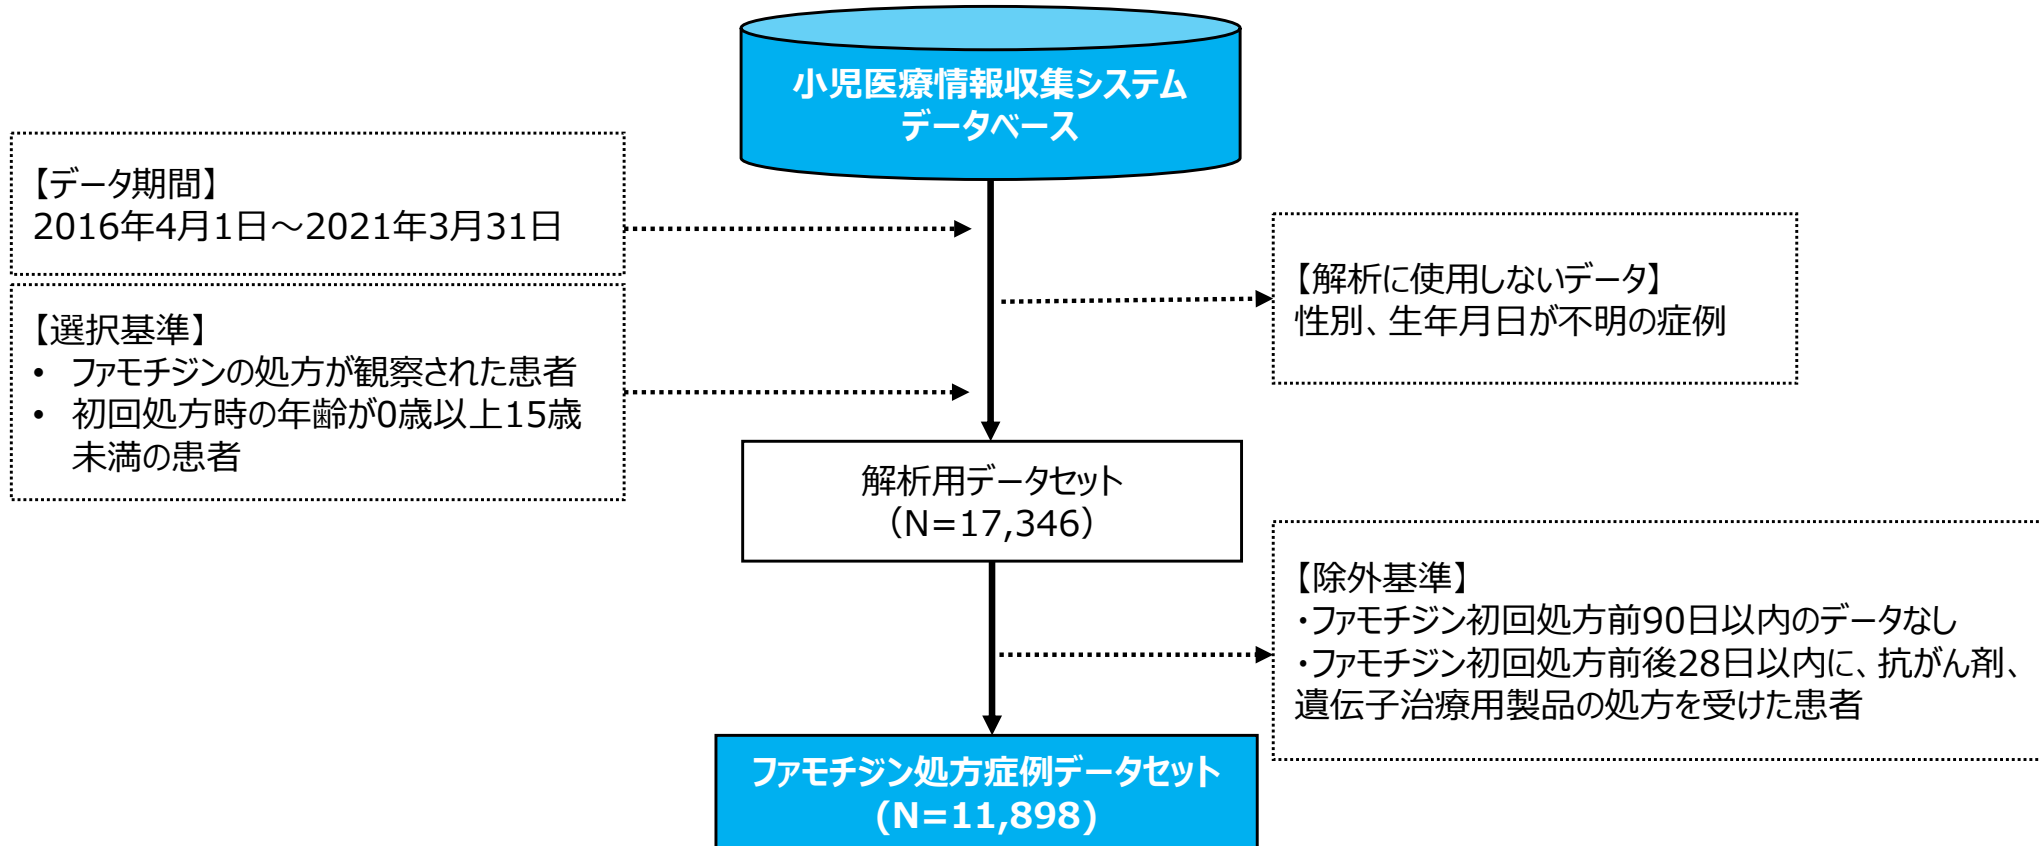 小児医療情報収集システム
データベース
【データ期間】
2016年4月1日～2021年3月31日
【選択基準】
• ファモチジンの処方が観察された患者
• 初回処方時の年齢が0歳以上15歳
未満の患者
【解析に使用しないデータ】
性別、生年月日が不明の症例
解析用データセット
（N=17,346）
【除外基準】
・ファモチジン初回処方前90日以内のデータなし
・ファモチジン初回処方前後28日以内に、抗がん剤、
遺伝子治療用製品の処方を受けた患者
ファモチジン処方症例データセット
(N=11,898)